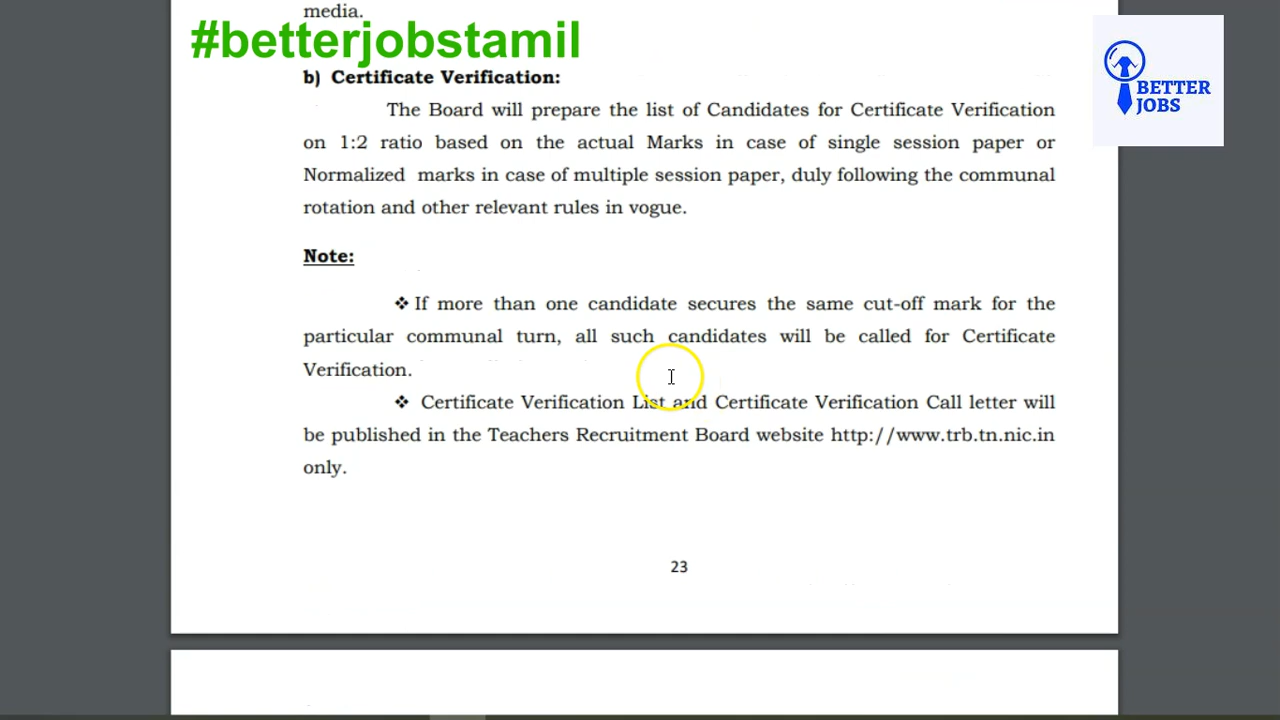 media.
#betterjobstamil
BETTER
JOBS
b) Certificate Verification:
The Board will prepare the list of Candidates for Certificate Verification
on 1:2 ratio based on the actual Marks in case of single session paper or
Normalized marks in case of multiple session paper, duly following the communal
rotation and other relevant rules in vogue.
Note:
❖ If more than one candidate secures the same cut-off mark for the
particular communal turn, all such candidates will be called for Certificate
Verification.
❖ Certificate Verification List and Certificate Verification Call letter will
be published in the Teachers Recruitment Board website http://www.trb.tn.nic.in
only.
23